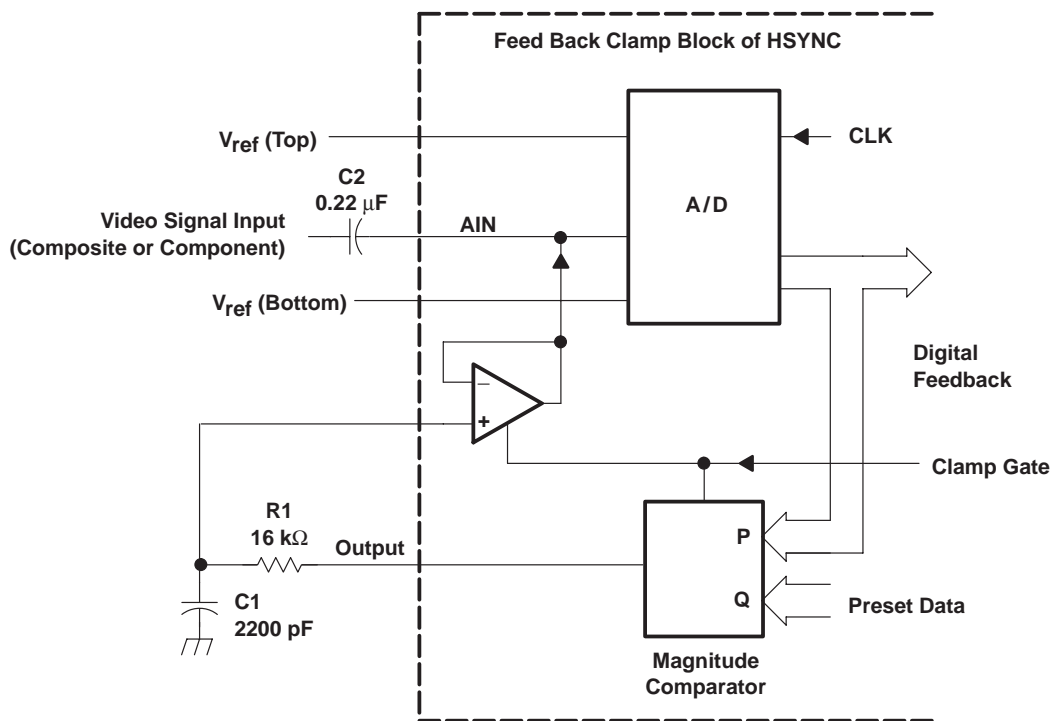 Feed Back Clamp Block of HSYNC
Vref (Top)
CLK
C2
0.22 μF
A/D
Video Signal Input
(Composite or Component)
AIN
Vref (Bottom)
Digital
Feedback
−
+
Clamp Gate
R1
16 kΩ
Output
P
C1
2200 pF
Q
Preset Data
Magnitude
Comparator